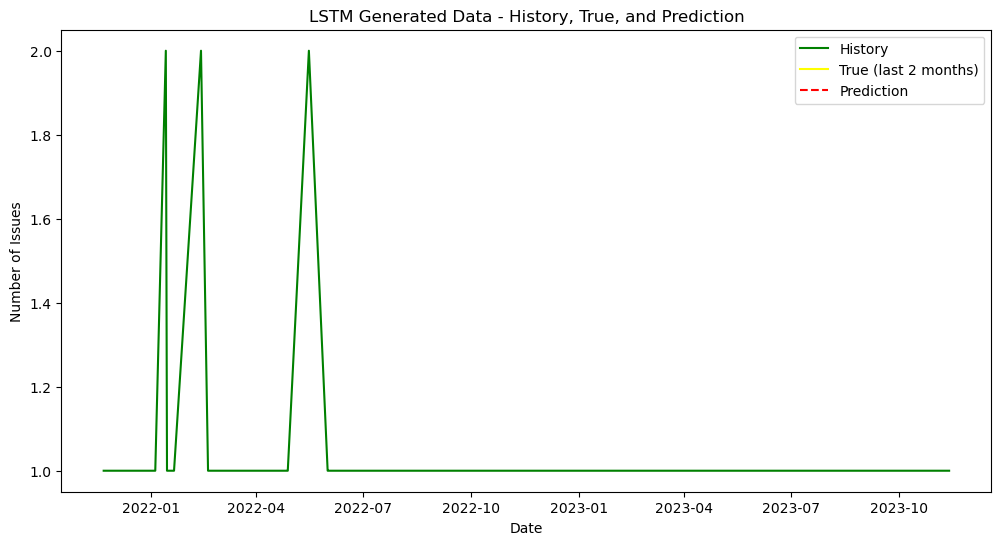 LSTM Generated Data - History, True, and Prediction
History
True (last 2 months)
Prediction
Number of Issues
2.0
1.8
1.6
1.4
1.2
1.0
2022-01
2022-04
2022-07
2022-10
2023-01
2023-04
2023-07
2023-10
Date